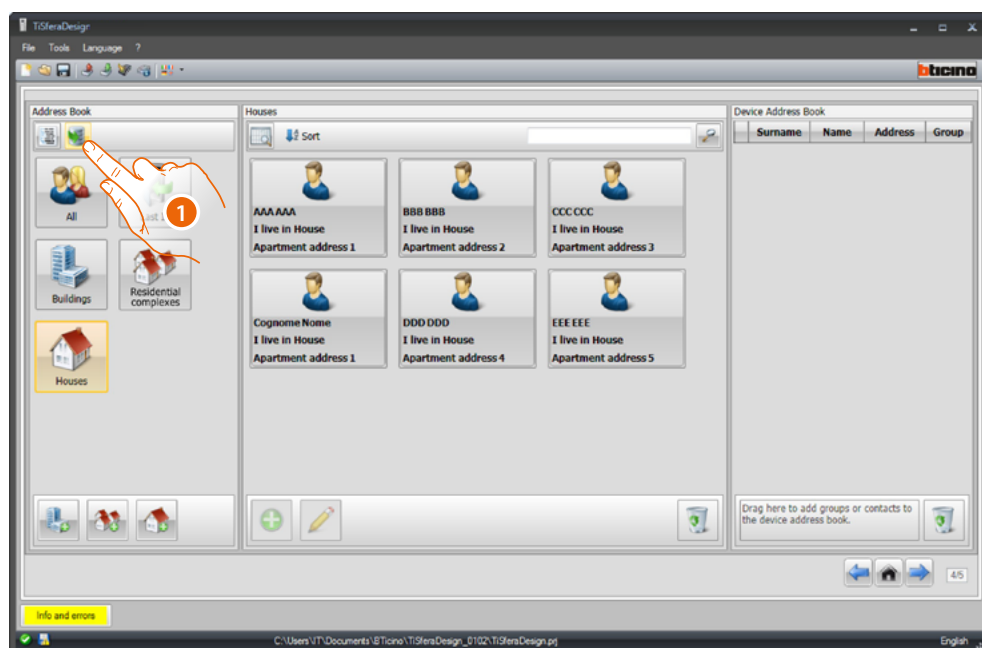 TiSferaDesign
File Tools Language ?
bticino
Address Book
Houses
Device Address Book
Sort
Surname Name Address Group
All
1
Buildings
Residential
complexes
Houses
AAA AAA
I live in House
Apartment address 1
BBB BBB
I live in House
Apartment address 2
CCC CCC
I live in House
Apartment address 3
Cognome Nome
I live in House
Apartment address 1
DDD DDD
I live in House
Apartment address 4
EEE EEE
I live in House
Apartment address 5
Drag here to add groups or contacts to
the device address book.
4/5
Info and errors
C:\Users\IT\Documents\BTicino\TiSferaDesign_0102\TiSferaDesign.prj
English